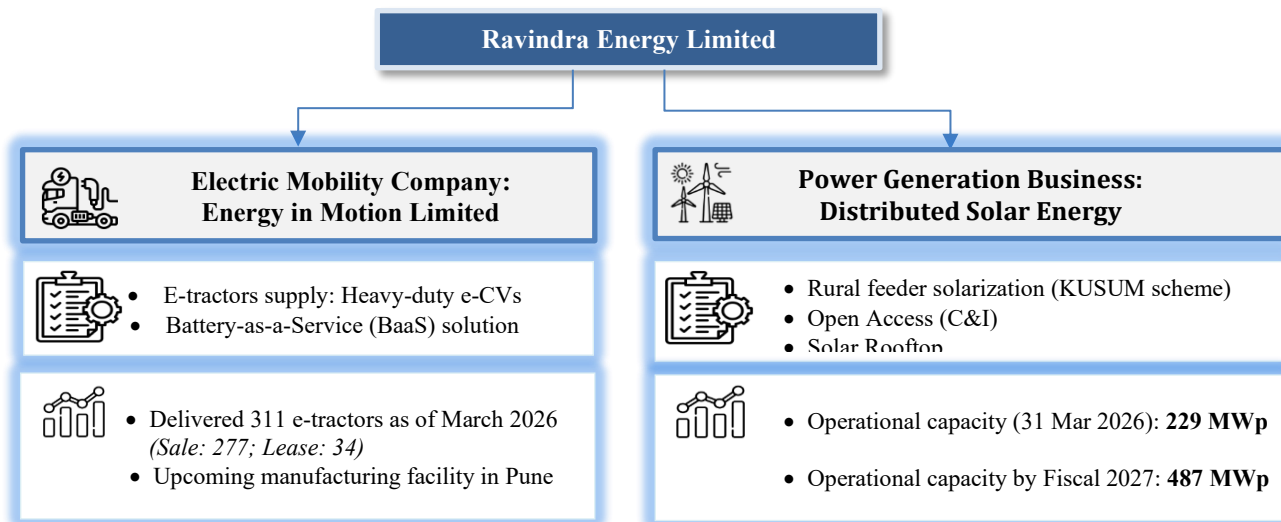 Ravindra Energy Limited
Electric Mobility Company:
Energy in Motion Limited
• E-tractors supply: Heavy-duty e-CVs
• Battery-as-a-Service (BaaS) solution
• Delivered 311 e-tractors as of March 2026
(Sale: 277; Lease: 34)
• Upcoming manufacturing facility in Pune
Power Generation Business:
Distributed Solar Energy
• Rural feeder solarization (KUSUM scheme)
• Open Access (C&I)
• Solar Rooftop
• Operational capacity (31 Mar 2026): 229 MWp
• Operational capacity by Fiscal 2027: 487 MWp